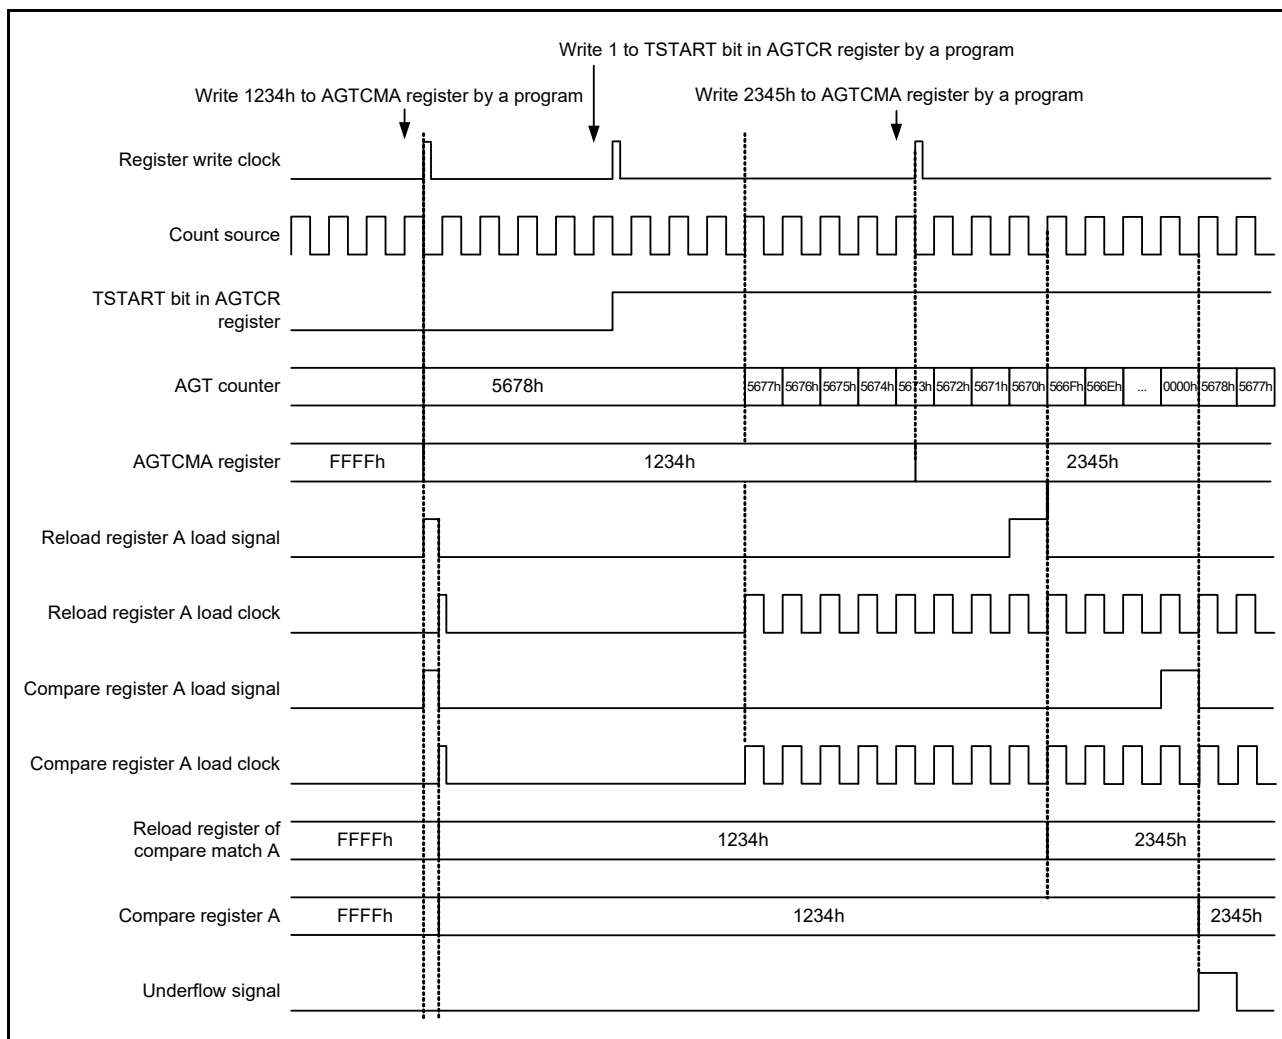 Write 1 to TSTART bit in AGTCR register by a program
Write 1234h to AGTCMA register by a program
Write 2345h to AGTCMA register by a program
Register write clock
Count source
TSTART bit in AGTCR
register
AGT counter
5678h
5677h 5676h 5675h 5674h 5673h 5672h 5671h 5670h 566Fh 566Eh ... 0000h 5678h 5677h
AGTCMA register
FFFFh
1234h
2345h
Reload register A load signal
Reload register A load clock
Compare register A load signal
Compare register A load clock
Reload register of
compare match A
FFFFh
1234h
2345h
Compare register A
FFFFh
1234h
2345h
Underflow signal